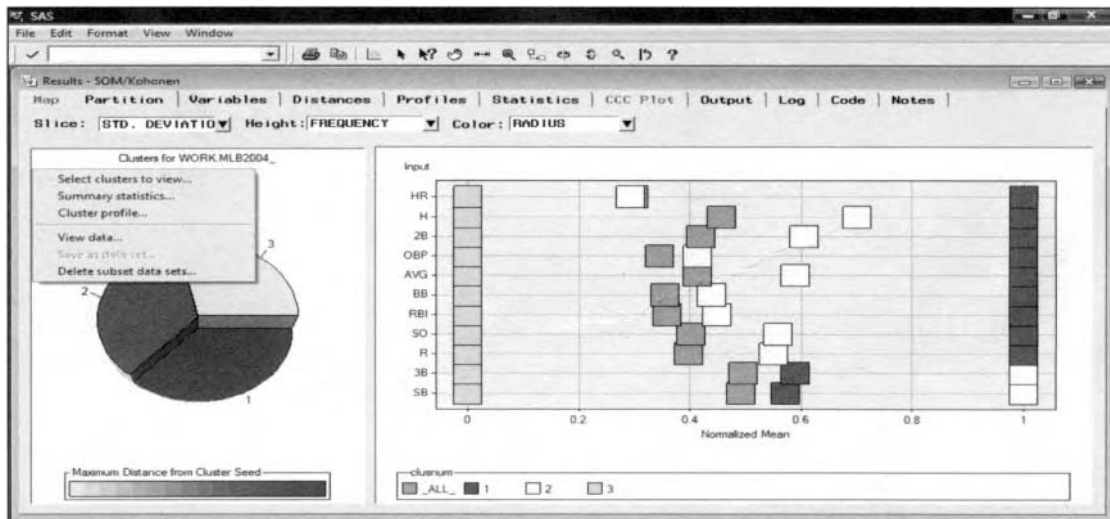 SAS
File Edit Format View Window
Results - SOM/Kohonen
Map Partition Variables Distances Profiles Statistics CCC Plot Output Log Code Notes
Slice: STD. DEVIATIO Height: FREQUENCY Color: RADIUS
Clusters for WORK.MLB2004_
Select clusters to view...
Summary statistics...
Cluster profile...
View data...
Save as data set...
Delete subset data sets...
3
2
1
Maximum Distance from Cluster Seed
Input
HR
H
2B
OBP
AVG
BB
RBI
SO
R
3B
SB
0 0.2 0.4 0.6 0.8 1
Normalized Mean
clusnum
_ALL_ 1 2 3